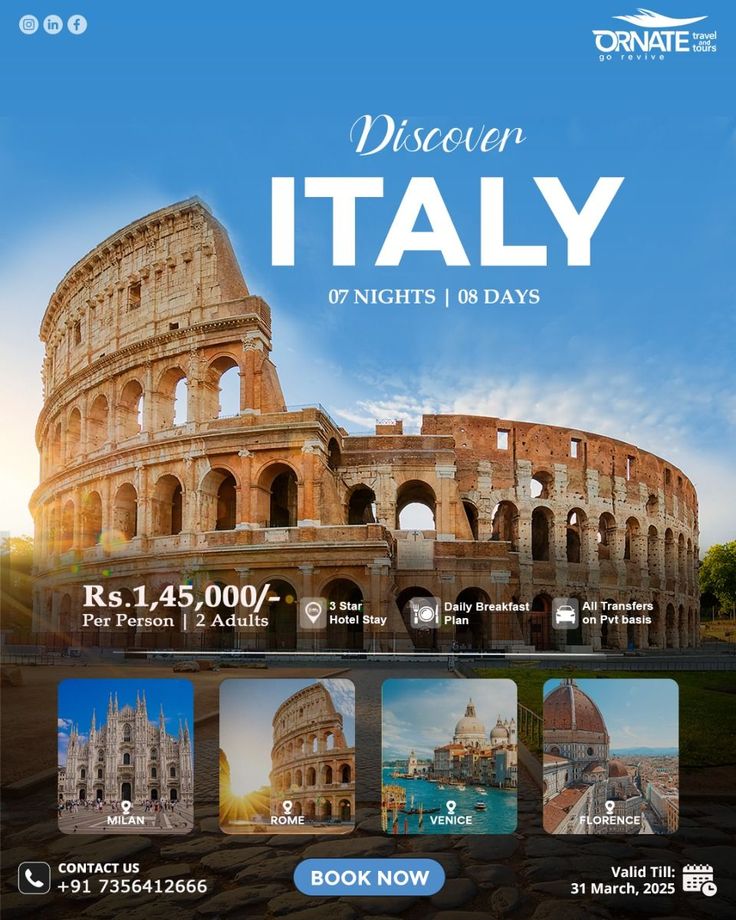 ORNATE travel and tours
go revive
Discover
ITALY
07 NIGHTS | 08 DAYS
Rs.1,45,000/-
Per Person | 2 Adults
3 Star
Hotel Stay
Daily Breakfast
Plan
All Transfers
on Pvt basis
MILAN
ROME
VENICE
FLORENCE
CONTACT US
+91 7356412666
BOOK NOW
Valid Till:
31 March, 2025